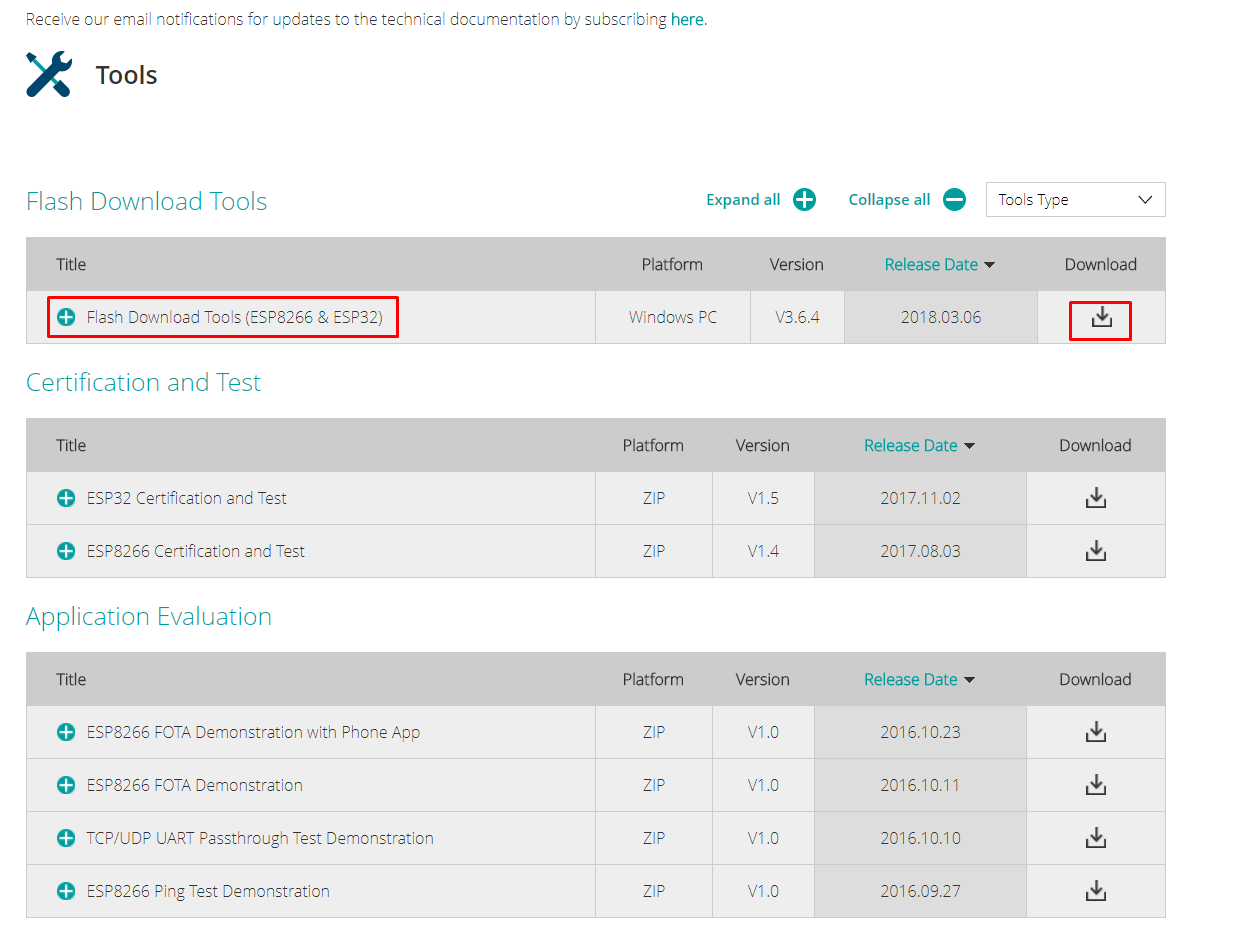 Receive our email notifications for updates to the technical documentation by subscribing here.
Tools
Flash Download Tools Expand all Collapse all Tools Type
Title Platform Version Release Date Download
Flash Download Tools (ESP8266 & ESP32) Windows PC V3.6.4 2018.03.06
Certification and Test
Title Platform Version Release Date Download
ESP32 Certification and Test ZIP V1.5 2017.11.02
ESP8266 Certification and Test ZIP V1.4 2017.08.03
Application Evaluation
Title Platform Version Release Date Download
ESP8266 FOTA Demonstration with Phone App ZIP V1.0 2016.10.23
ESP8266 FOTA Demonstration ZIP V1.0 2016.10.11
TCP/UDP UART Passthrough Test Demonstration ZIP V1.0 2016.10.10
ESP8266 Ping Test Demonstration ZIP V1.0 2016.09.27